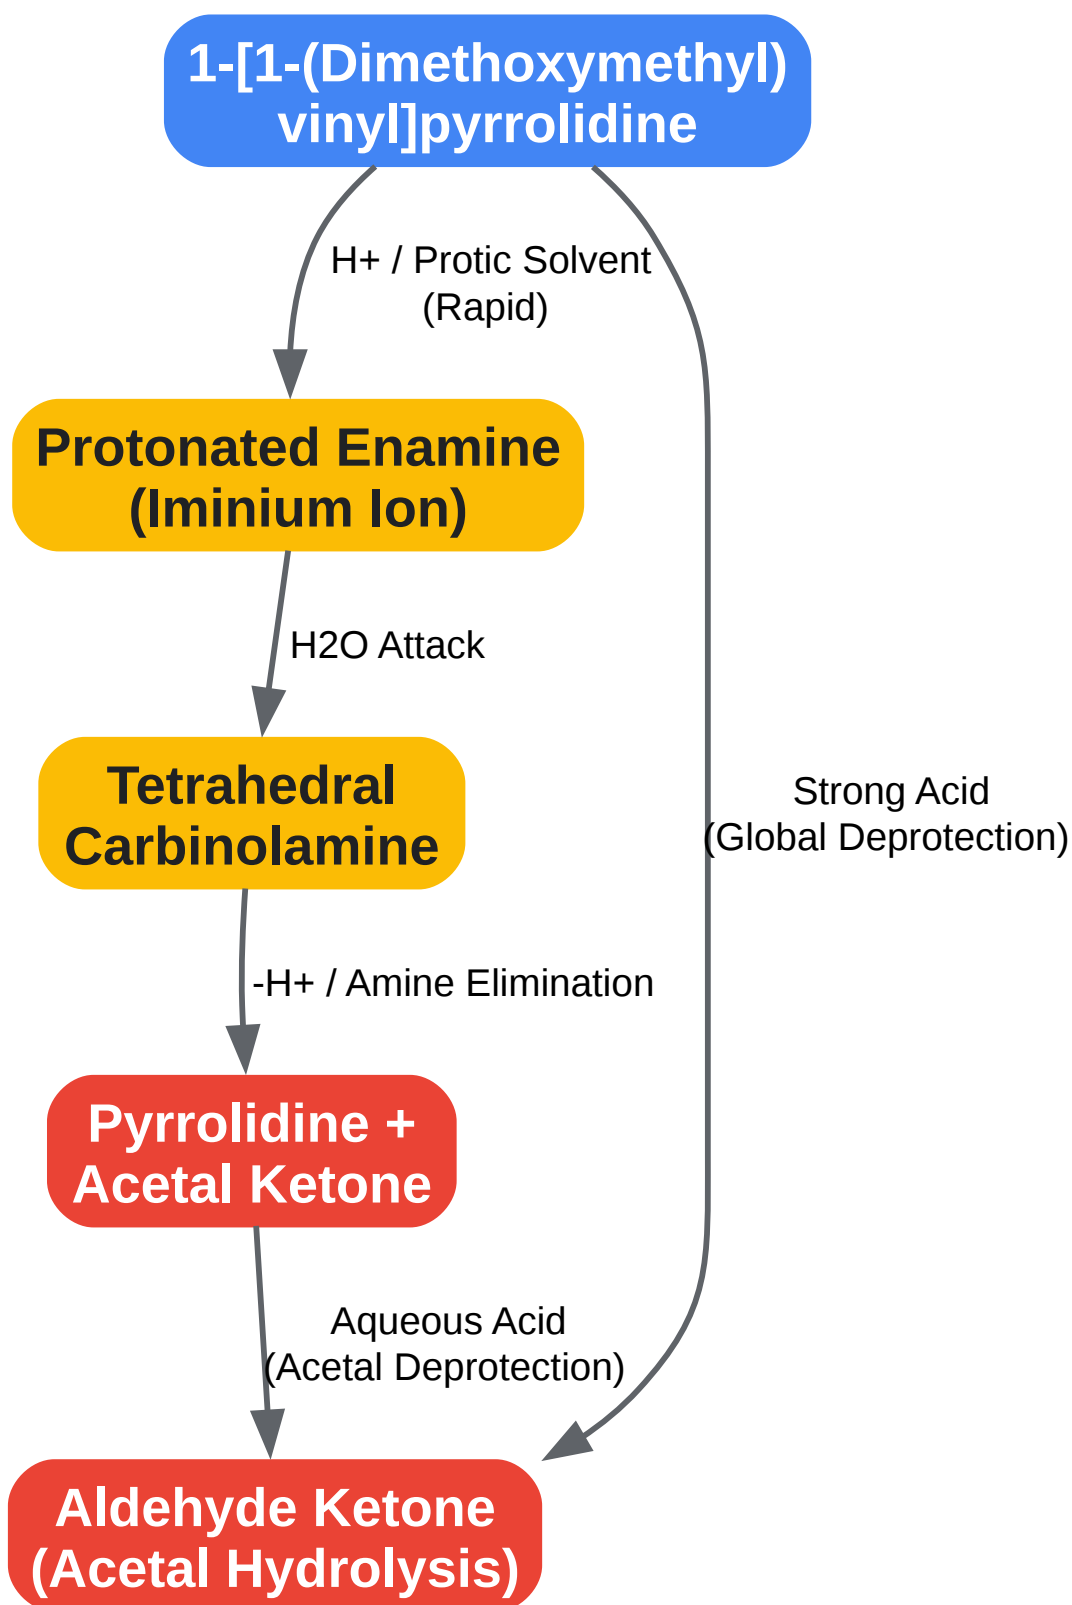 1-[1-(Dimethoxymethyl)
vinyl]pyrrolidine
H+ / Protic Solvent
(Rapid)
Protonated Enamine
(Iminium Ion)
H2O Attack
Tetrahedral
Carbinolamine
Strong Acid
(Global Deprotection)
-H+ / Amine Elimination
Pyrrolidine +
Acetal Ketone
Aqueous Acid
(Acetal Deprotection)
Aldehyde Ketone
(Acetal Hydrolysis)